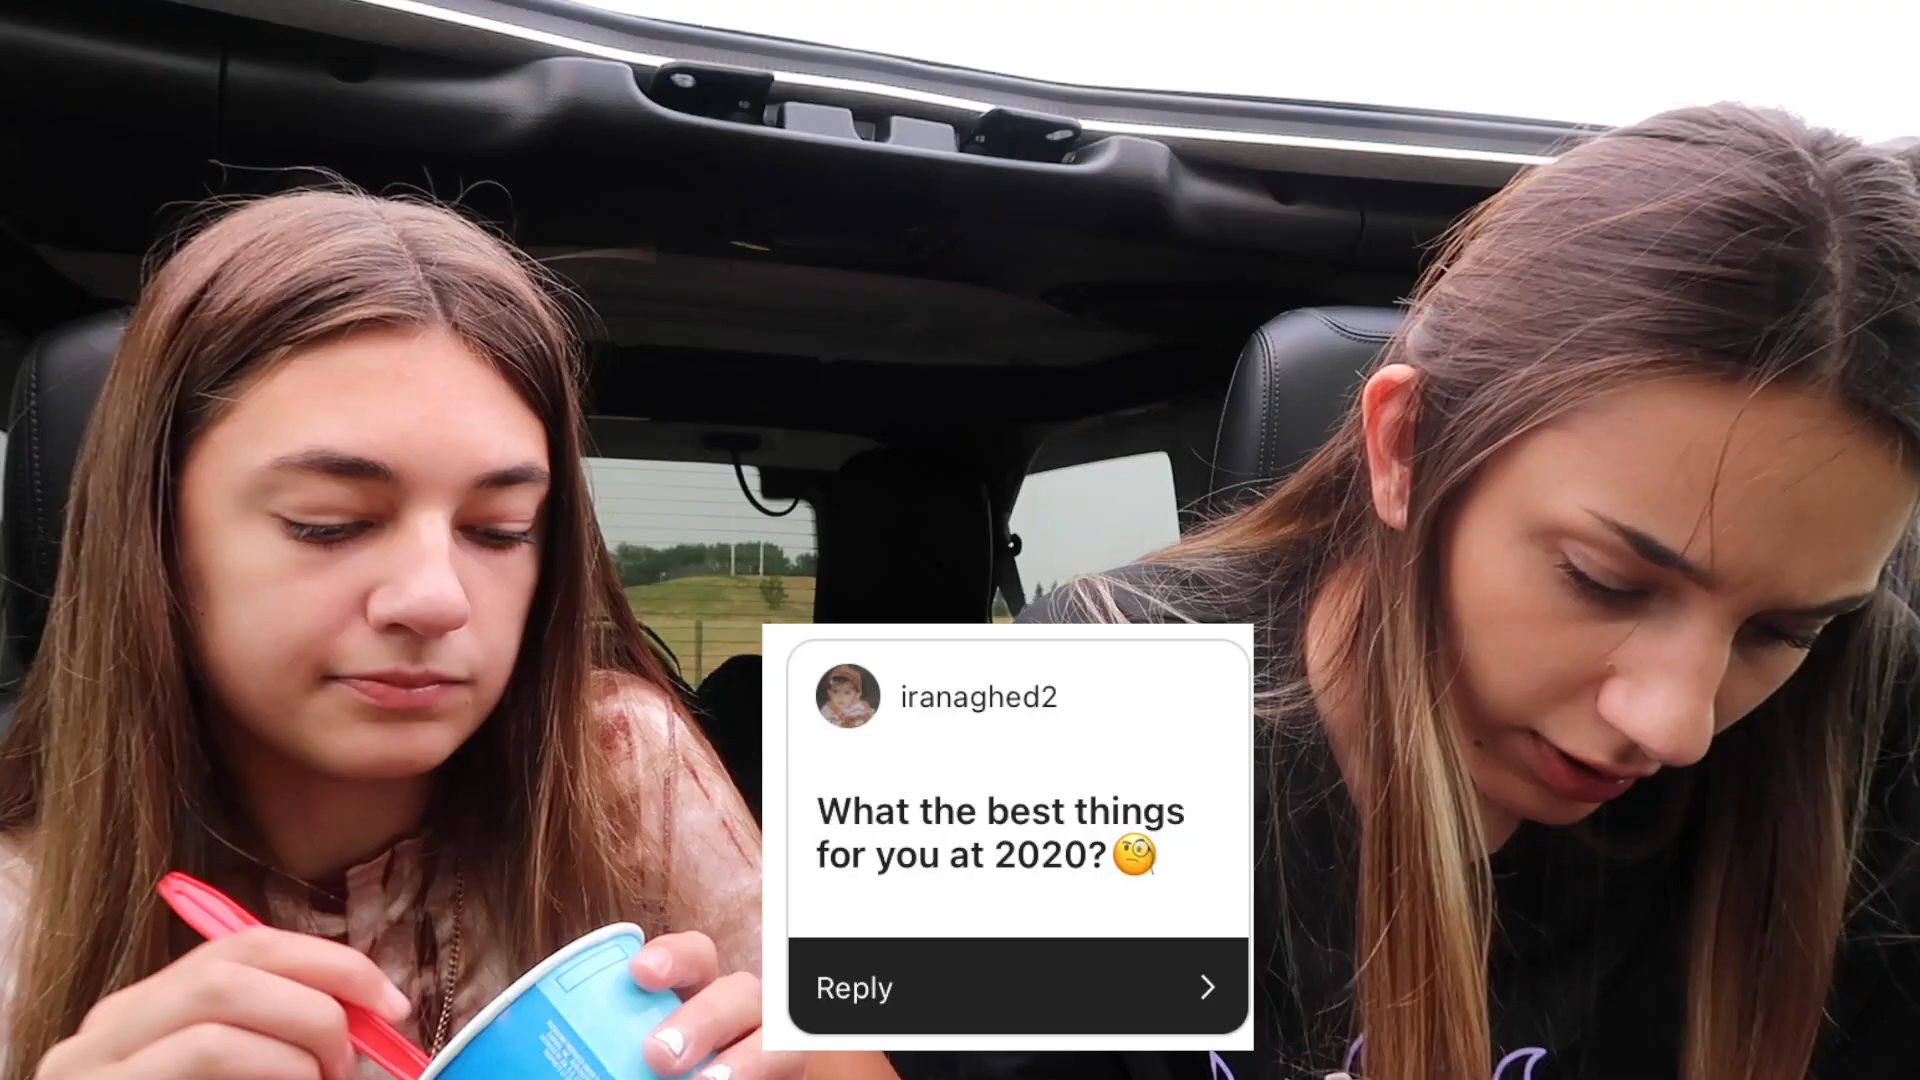 iranaghed2
What the best things
for you at 2020?🧐
Reply